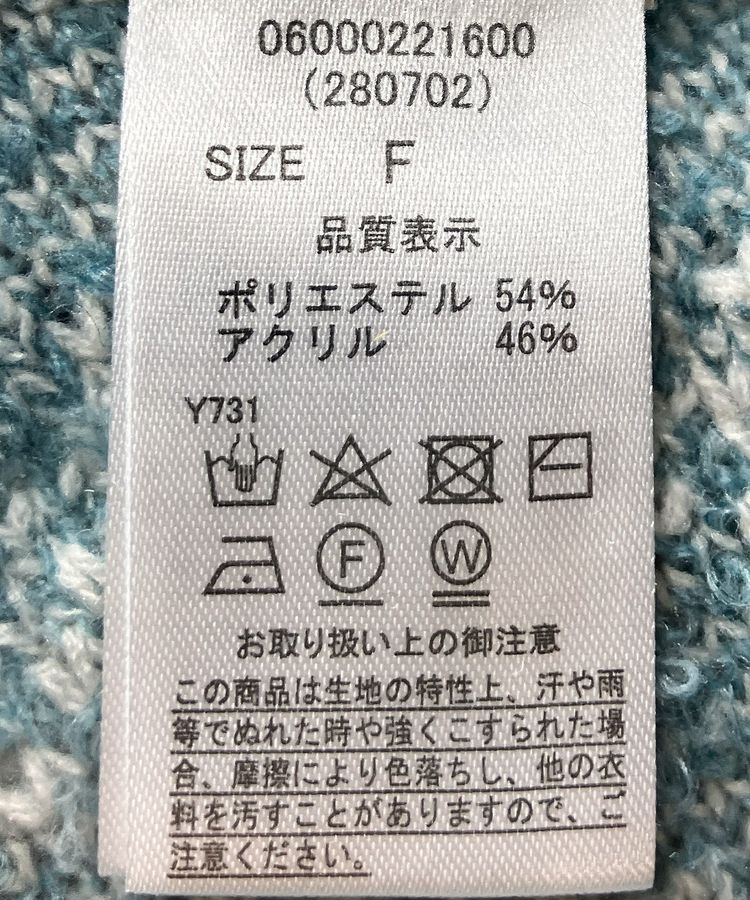 06000221600
(280702)
SIZE F
品質表示
ポリエステル 54%
アクリル 46%
Y731
F W
お取り扱い上の御注意
この商品は生地の特性上、汗や雨
等でぬれた時や強くこすられた場
合、摩擦により色落ちし、他の衣
料を汚すことがありますので、ご
注意ください。